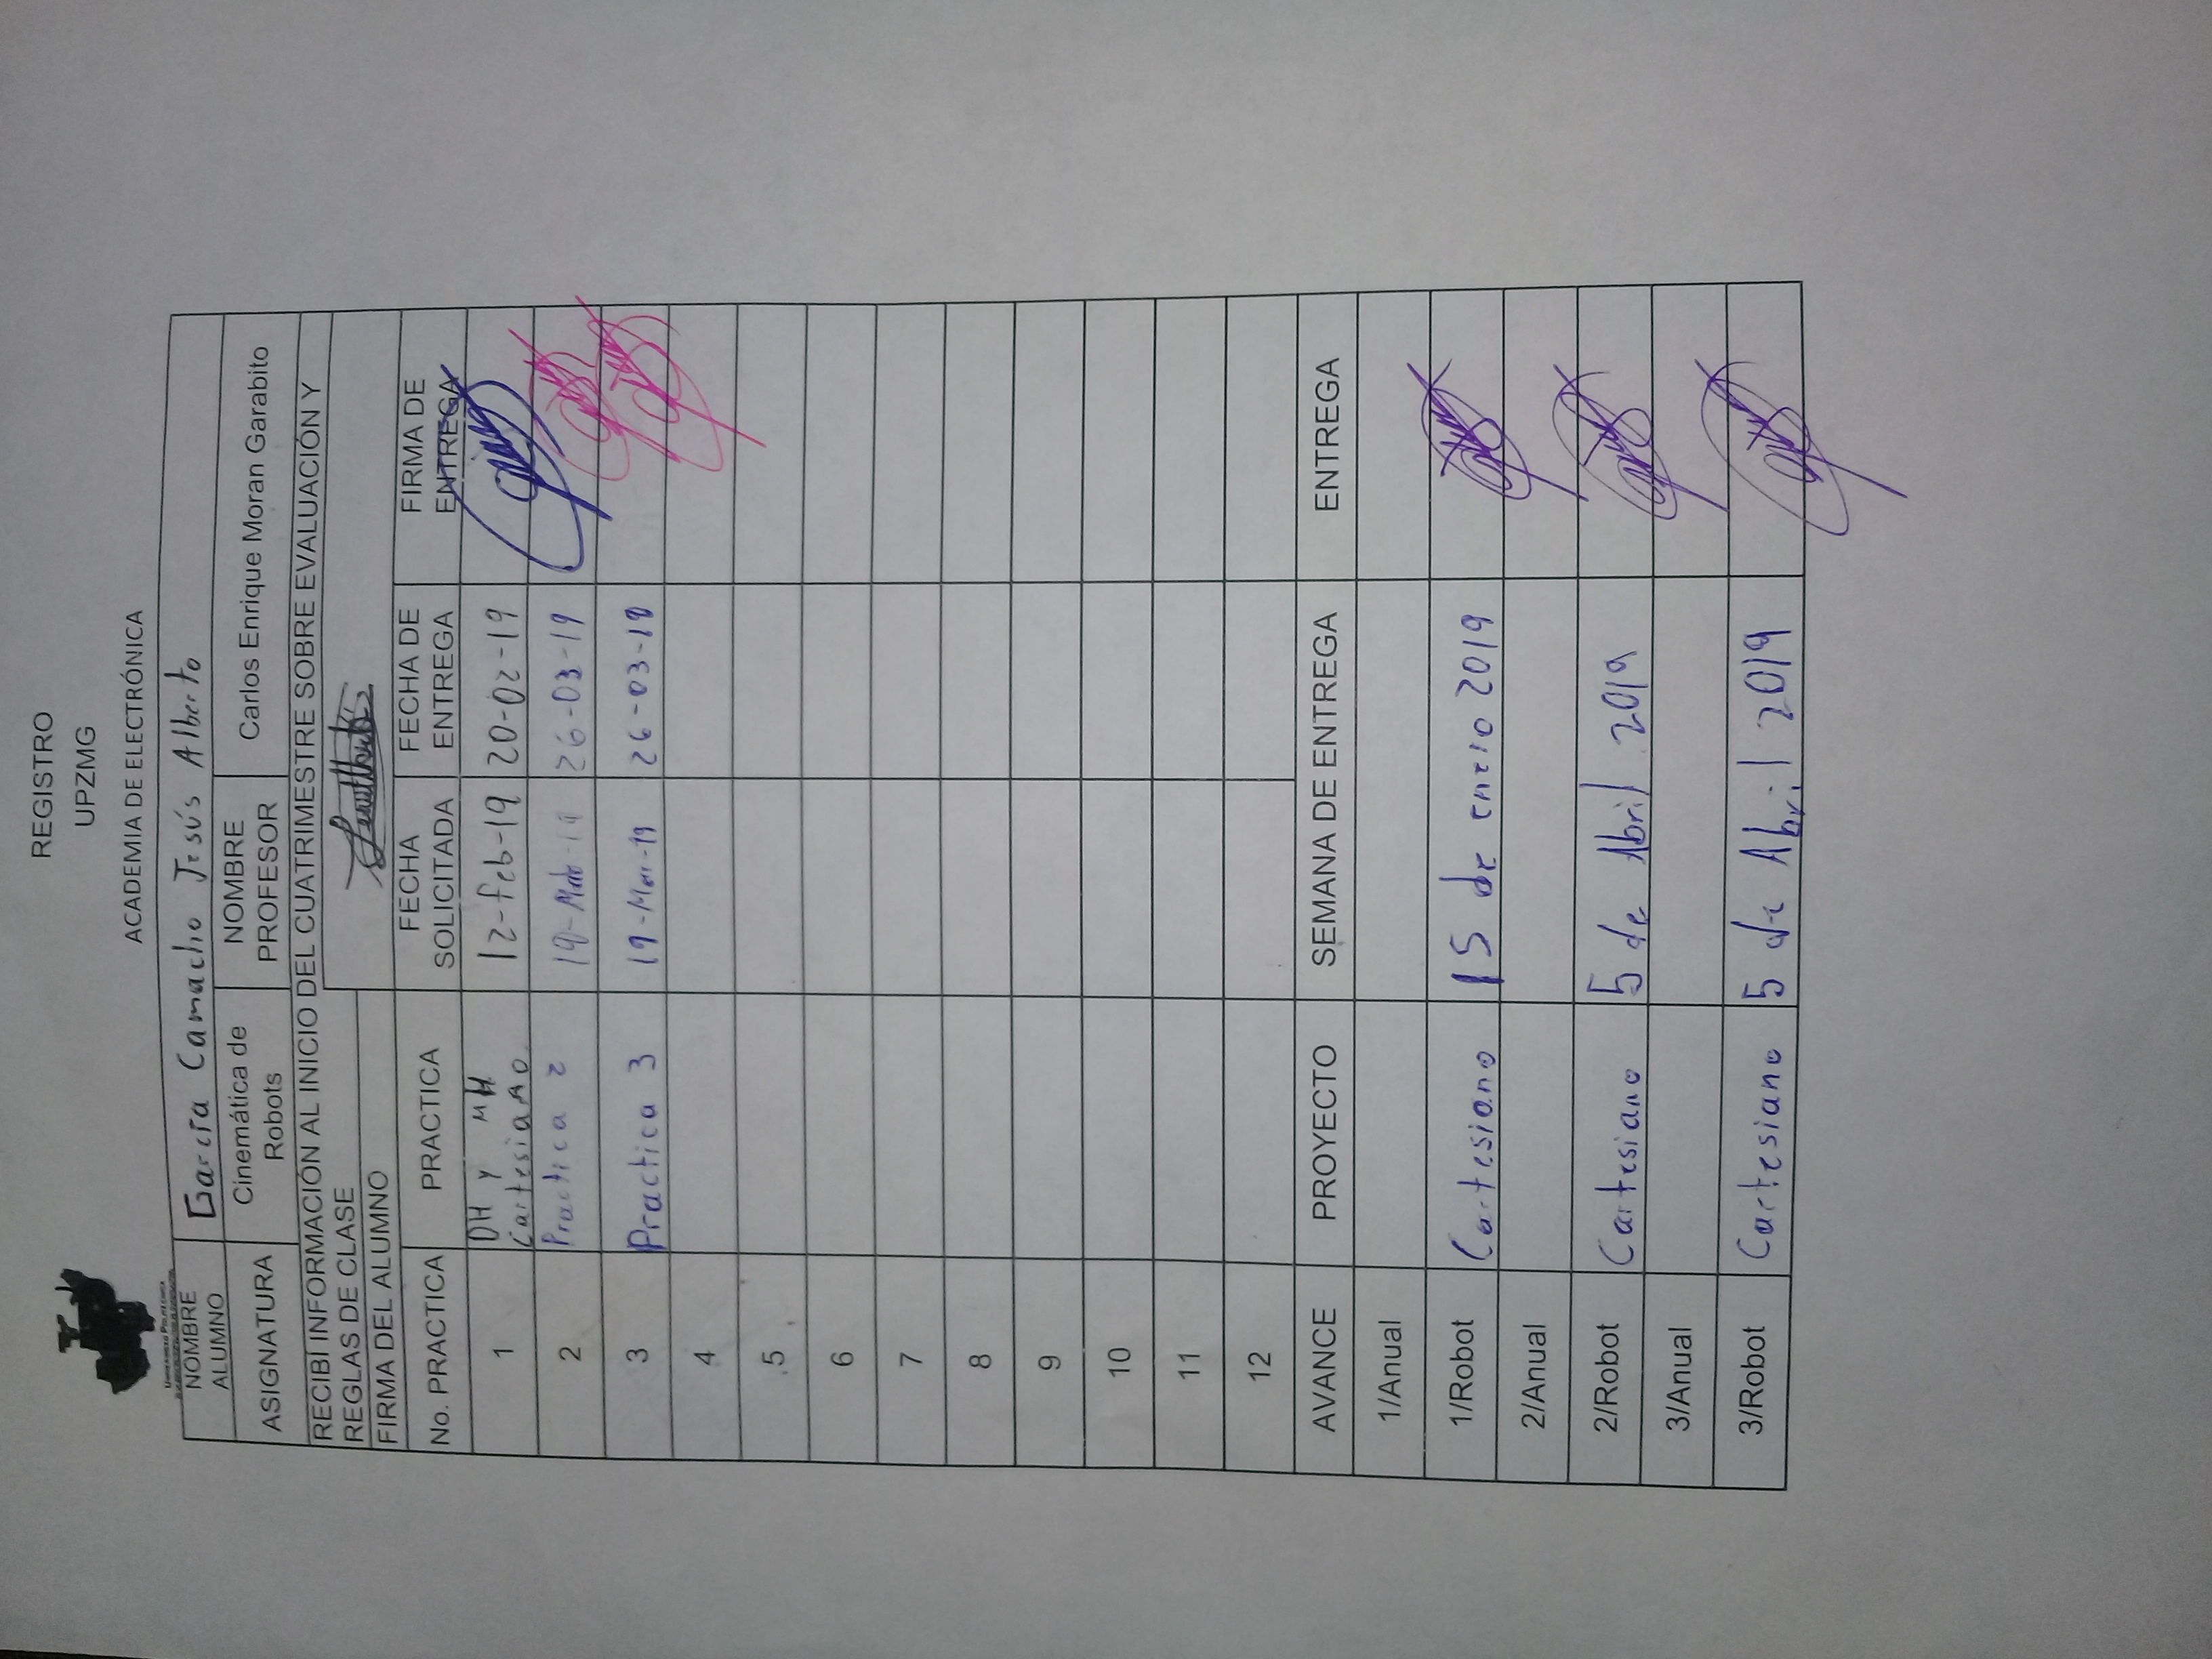 REGISTRO
UPZMG
ACADEMIA DE ELECTRÓNICA
UNIVERSIDAD POLITÉCNICA
NOMBRE ALUMNO García Camacho Jesús Alberto
ASIGNATURA Cinemática de Robots NOMBRE PROFESOR Carlos Enrique Moran Garabito
RECIBÍ INFORMACIÓN AL INICIO DEL CUATRIMESTRE SOBRE EVALUACIÓN Y
REGLAS DE CLASE
FIRMA DEL ALUMNO
No. PRACTICA PRACTICA FECHA SOLICITADA FECHA DE ENTREGA FIRMA DE ENTREGA
1 DH y MH Cartesiano 12-feb-19 20-02-19
2 Practica 2 26-03-19
3 Practica 3 19-Mar-19 26-03-19
4
5
6
7
8
9
10
11
12
AVANCE PROYECTO SEMANA DE ENTREGA ENTREGA
1/Anual
1/Robot Cartesiano 15 de enero 2019
2/Anual
2/Robot Cartesiano 5 de Abril 2019
3/Anual
3/Robot Cartesiano 5 de Abril 2019